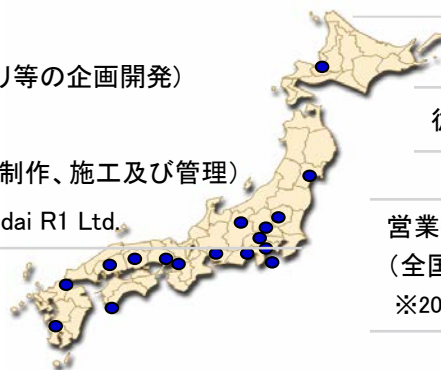 リ等の企画開発）
制作、施工及び管理）
dai R1 Ltd.
営業
（全国
※20